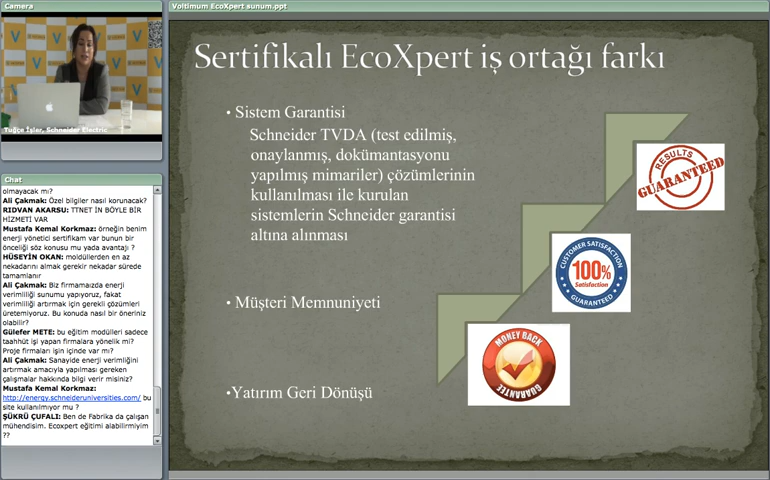 Camera
Voltimum EcoXpert sunum.ppt
Tuğçe İşler, Schneider Electric
Chat
olmayacak mı?
Ali Çakmak: Özel bilgiler nasıl korunacak?
RIDVAN AKARSU: TTNET İN BÖYLE BİR
HİZMETİ VAR
Mustafa Kemal Korkmaz: örneğin benim
enerji yönetici sertifikam var bunun bir
önceliği söz konusu mu yada avantajı ?
HÜSEYİN OKAN: moldüllerden en az
nekadarını almak gerekir nekadar sürede
tamamlanır
Ali Çakmak: Biz firmamaızda enerji
verimliliği sunumu yapıyoruz, fakat
verimliliği artırmak için gerekli çözümleri
üretemiyoruz. Bu konuda nasıl bir öneriniz
olabilir?
Gülefer METE: bu eğitim modülleri sadece
taahhüt işi yapan firmalara yönelik mi?
Proje firmaları işin içinde var mı?
Ali Çakmak: Sanayide enerji verimliğini
artırmak amacıyla yapılması gereken
çalışmalar hakkında bilgi verir misiniz?
Mustafa Kemal Korkmaz:
http://energy.schneideruniversities.com/ bu
site kullanılmıyor mu ?
ŞÜKRÜ ÇUFALI: Ben de Fabrika da çalışan
mühendisim. Ecoxpert eğitimi alabilirmiyim
??
Sertifikalı EcoXpert iş ortağı farkı
• Sistem Garantisi
Schneider TVDA (test edilmiş,
onaylanmış, dokümantasyonu
yapılmış mimariler) çözümlerinin
kullanılması ile kurulan
sistemlerin Schneider garantisi
altına alınması
• Müşteri Memnuniyeti
•Yatırım Geri Dönüşü
RESULTS
GUARANTEED
CUSTOMER SATISFACTION
100%
Satisfaction
GUARANTEED
MONEY BACK
GUARANTEE